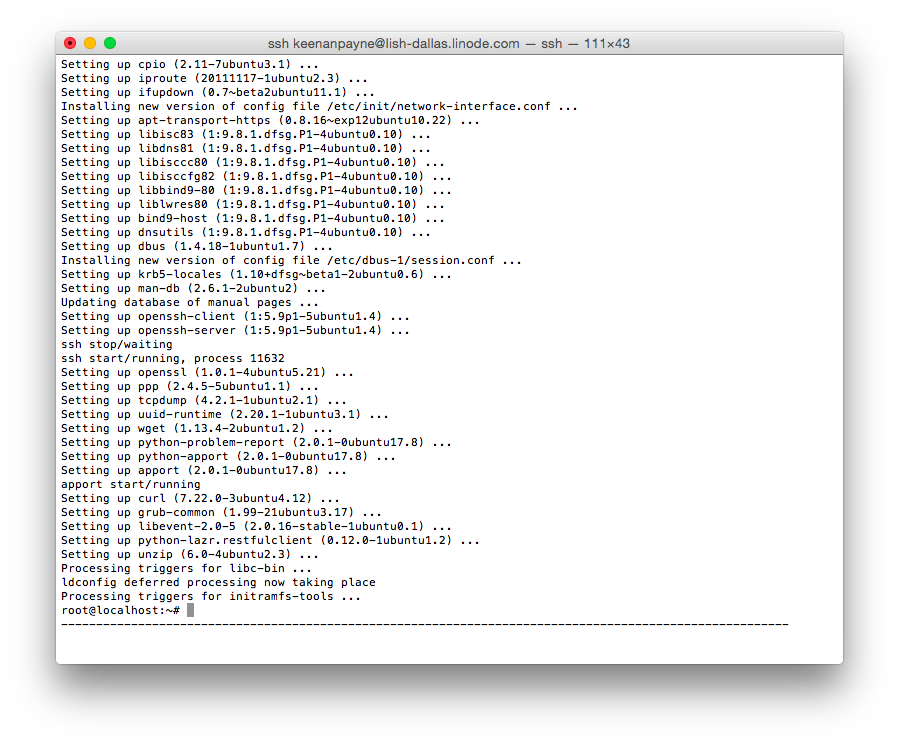 ssh keenanpayne@lish-dallas.linode.com — ssh — 111×43
Setting up cpio (2.11-7ubuntu3.1) ...
Setting up iproute (20111117-1ubuntu2.3) ...
Setting up ifupdown (0.7~beta2ubuntu11.1) ...
Installing new version of config file /etc/init/network-interface.conf ...
Setting up apt-transport-https (0.8.16~exp12ubuntu10.22) ...
Setting up libisc83 (1:9.8.1.dfsg.P1-4ubuntu0.10) ...
Setting up libdns81 (1:9.8.1.dfsg.P1-4ubuntu0.10) ...
Setting up libisccc80 (1:9.8.1.dfsg.P1-4ubuntu0.10) ...
Setting up libisccfg82 (1:9.8.1.dfsg.P1-4ubuntu0.10) ...
Setting up libbind9-80 (1:9.8.1.dfsg.P1-4ubuntu0.10) ...
Setting up liblwres80 (1:9.8.1.dfsg.P1-4ubuntu0.10) ...
Setting up bind9-host (1:9.8.1.dfsg.P1-4ubuntu0.10) ...
Setting up dnsutils (1:9.8.1.dfsg.P1-4ubuntu0.10) ...
Setting up dbus (1.4.18-1ubuntu1.7) ...
Installing new version of config file /etc/dbus-1/session.conf ...
Setting up krb5-locales (1.10+dfsg~beta1-2ubuntu0.6) ...
Setting up man-db (2.6.1-2ubuntu2) ...
Updating database of manual pages ...
Setting up openssh-client (1:5.9p1-5ubuntu1.4) ...
Setting up openssh-server (1:5.9p1-5ubuntu1.4) ...
ssh stop/waiting
ssh start/running, process 11632
Setting up openssl (1.0.1-4ubuntu5.21) ...
Setting up ppp (2.4.5-5ubuntu1.1) ...
Setting up tcpdump (4.2.1-1ubuntu2.1) ...
Setting up uuid-runtime (2.20.1-1ubuntu3.1) ...
Setting up wget (1.13.4-2ubuntu1.2) ...
Setting up python-problem-report (2.0.1-0ubuntu17.8) ...
Setting up python-apport (2.0.1-0ubuntu17.8) ...
Setting up apport (2.0.1-0ubuntu17.8) ...
apport start/running
Setting up curl (7.22.0-3ubuntu4.12) ...
Setting up grub-common (1.99-21ubuntu3.17) ...
Setting up libevent-2.0-5 (2.0.16-stable-1ubuntu0.1) ...
Setting up python-lazr.restfulclient (0.12.0-1ubuntu1.2) ...
Setting up unzip (6.0-4ubuntu2.3) ...
Processing triggers for libc-bin ...
ldconfig deferred processing now taking place
Processing triggers for initramfs-tools ...
root@localhost:~#
--------------------------------------------------------------------------------------------------------